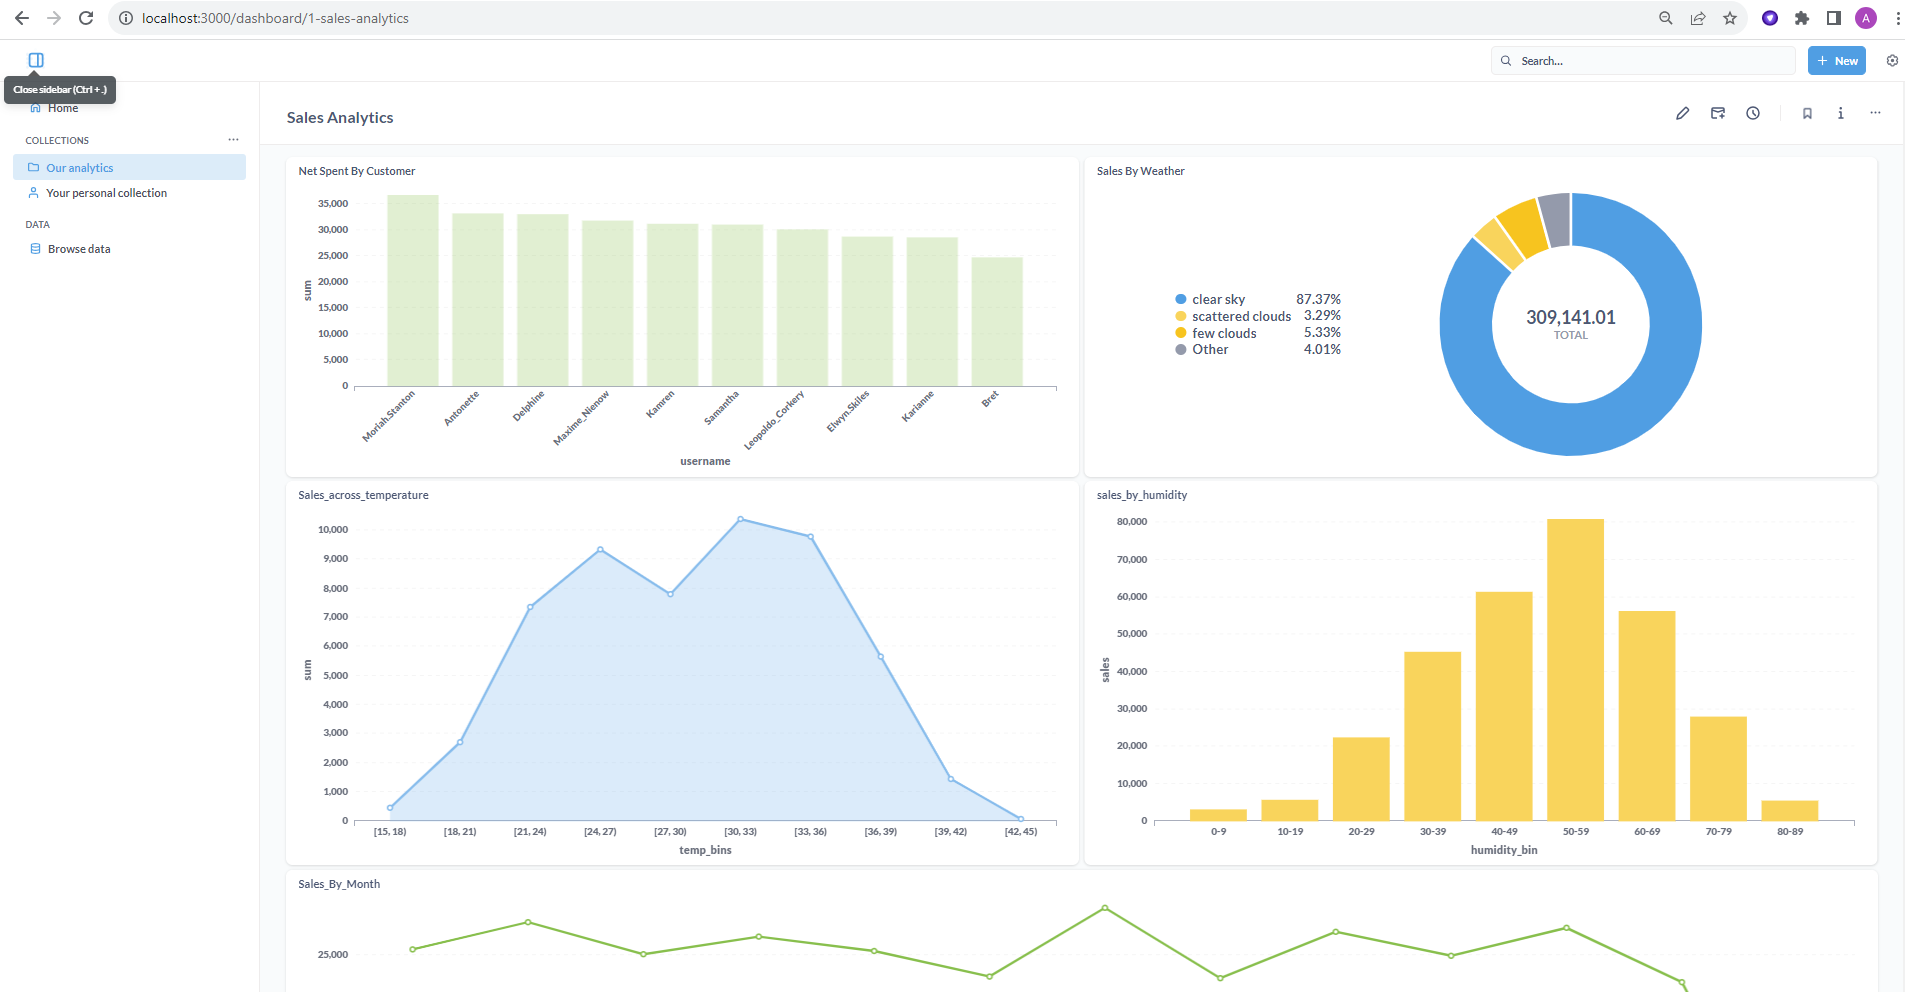 localhost:3000/dashboard/1-sales-analytics
A
Search...
+ New
Close sidebar (Ctrl + .)
Home
COLLECTIONS
Our analytics
Your personal collection
DATA
Browse data
Sales Analytics
Net Spent By Customer
35,000
30,000
25,000
20,000
15,000
10,000
5,000
0
sum
Moriah.Stanton
Antonette
Delphine
Maxime_Nienow
Kamren
Samantha
Leopoldo_Corkery
Elwyn.Skiles
Karianne
Bret
username
Sales By Weather
clear sky 87.37%
scattered clouds 3.29%
few clouds 5.33%
Other 4.01%
309,141.01
TOTAL
Sales_across_temperature
10,000
9,000
8,000
7,000
6,000
5,000
4,000
3,000
2,000
1,000
0
sum
[15, 18) [18, 21) [21, 24) [24, 27) [27, 30) [30, 33) [33, 36) [36, 39) [39, 42) [42, 45)
temp_bins
sales_by_humidity
80,000
70,000
60,000
50,000
40,000
30,000
20,000
10,000
0
sales
0-9 10-19 20-29 30-39 40-49 50-59 60-69 70-79 80-89
humidity_bin
Sales_By_Month
25,000